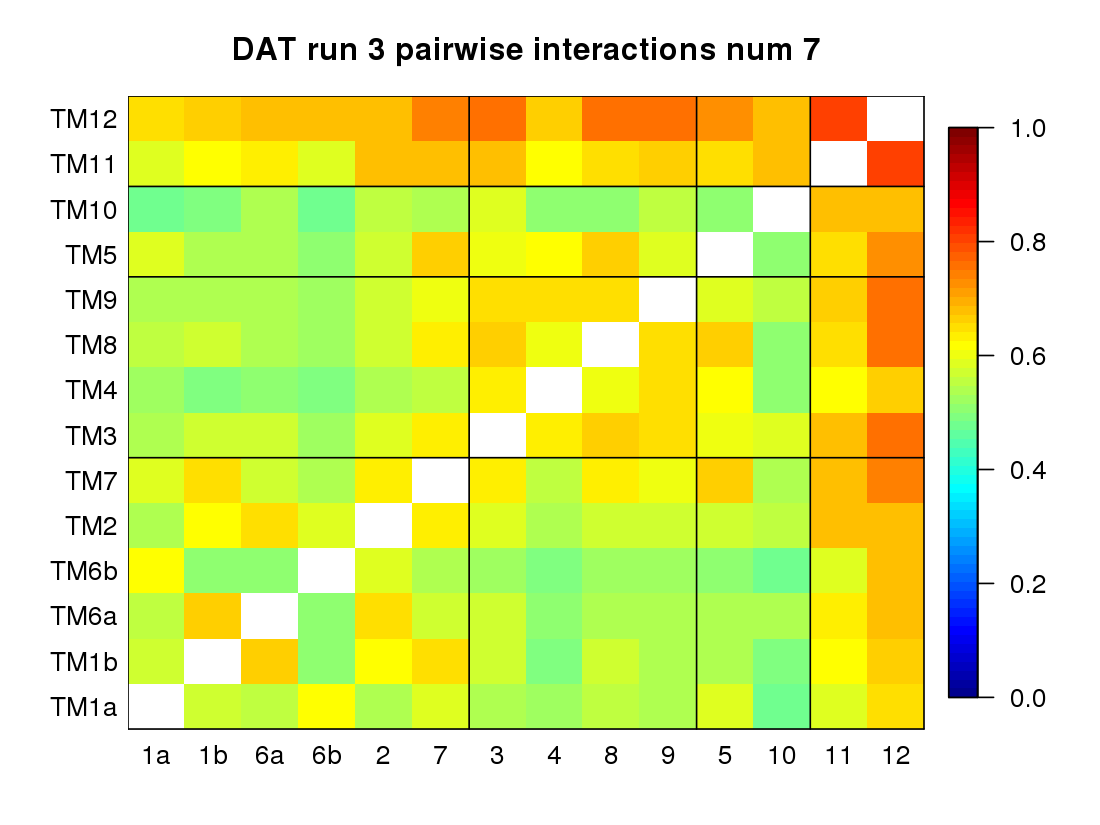 DAT run 3 pairwise interactions num 7
TM12
TM11
TM10
TM5
TM9
TM8
TM4
TM3
TM7
TM2
TM6b
TM6a
TM1b
TM1a
1a 1b 6a 6b 2 7 3 4 8 9 5 10 11 12
1.0
0.8
0.6
0.4
0.2
0.0